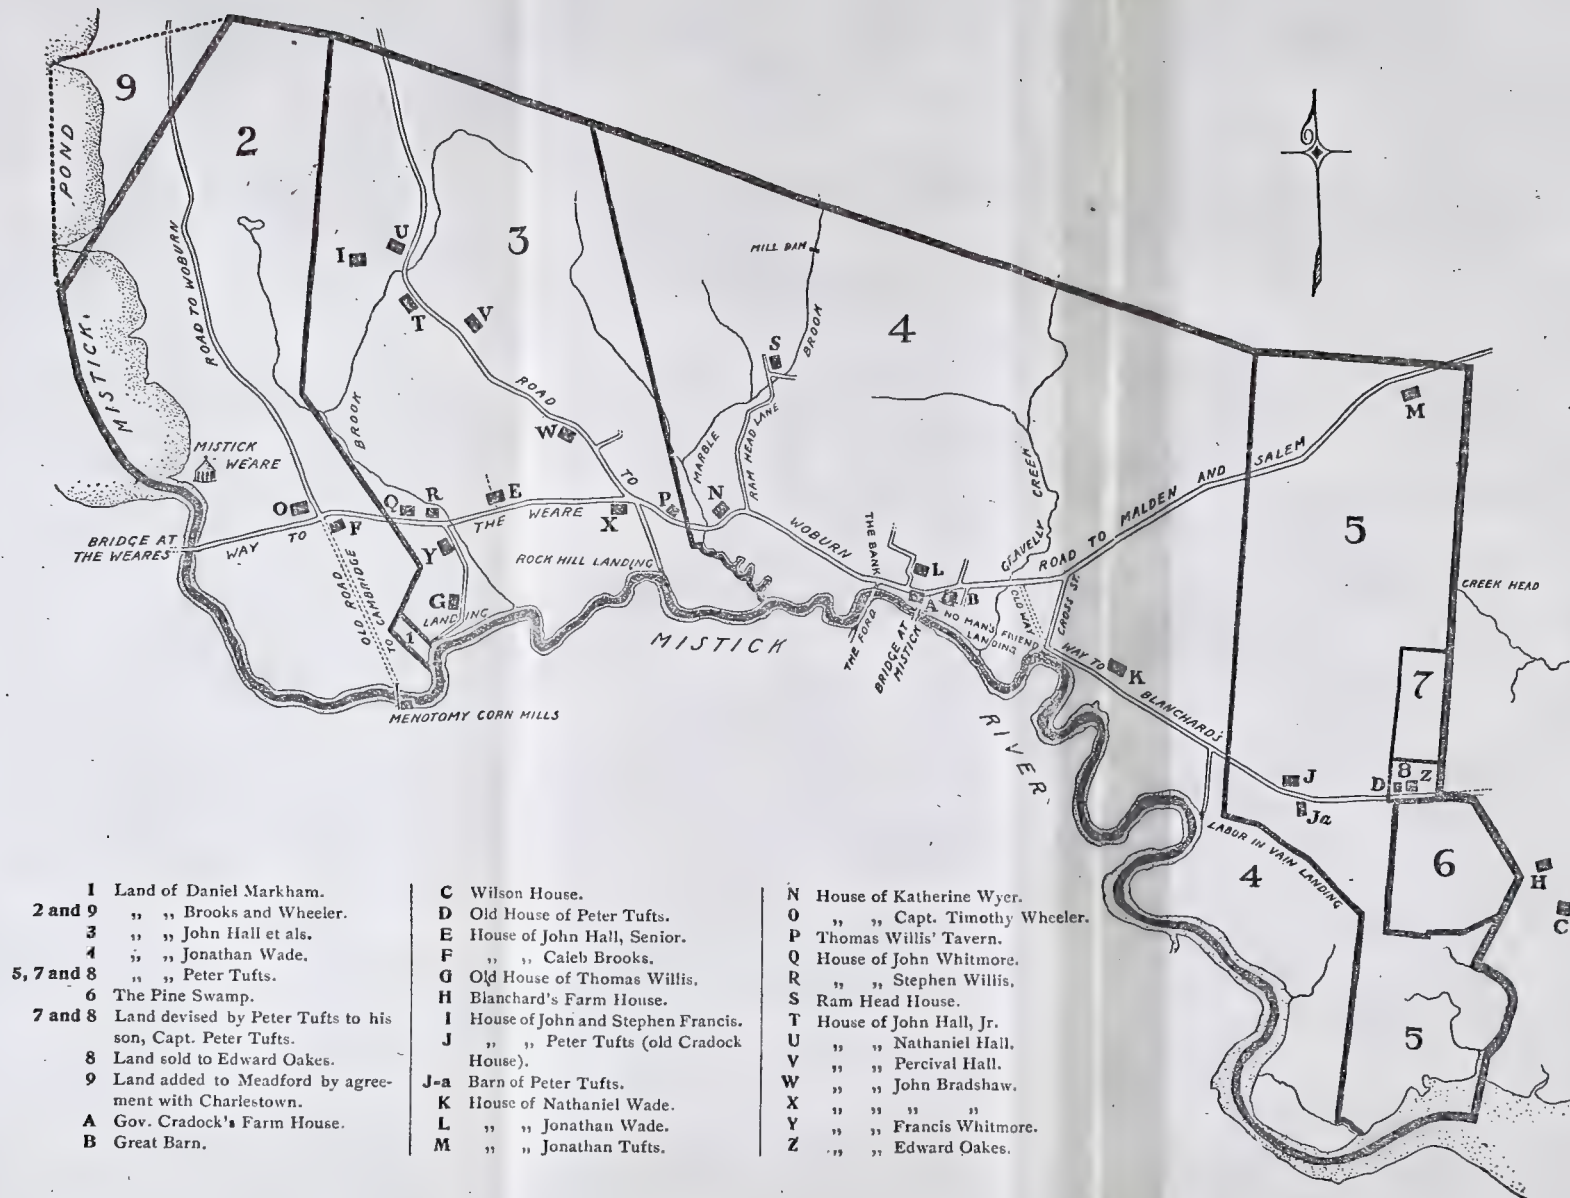 9
2
POND
I
U
3
MILL DAM
T
V
S
BROOK
4
MISTICK.
ROAD TO WOBURN
ROAD
W
BROOK
MARBLE
RAM HEAD LANE
M
MISTICK
WEARE
O
F
Q
R
E
TO
P
N
X
THE WEARE
BRIDGE AT
THE WEARES
WAY TO
Y
ROCK HILL LANDING
WOBURN
THE BANK
L
GRAVELLY CREEK
ROAD TO MALDEN AND SALEM
5
G
LANDING
1
OLD ROAD
TO CAMBRIDGE
MENOTOMY CORN MILLS
MISTICK
THE FORD
BRIDGE AT
MISTICK
A
B
NO MAN'S FRIEND
LANDING
OLD WAY
CROSS ST.
CREEK HEAD
WAY TO BLANCHARD'S
K
7
RIVER
J
Ja
D
8
Z
LABUR IN VAIN LANDING
4
6
H
C
5
1 Land of Daniel Markham.
2 and 9 „ „ Brooks and Wheeler.
3 „ „ John Hall et als.
4 „ „ Jonathan Wade.
5, 7 and 8 „ „ Peter Tufts.
6 The Pine Swamp.
7 and 8 Land devised by Peter Tufts to his
son, Capt. Peter Tufts.
8 Land sold to Edward Oakes.
9 Land added to Meadford by agree-
ment with Charlestown.
A Gov. Cradock's Farm House.
B Great Barn.
C Wilson House.
D Old House of Peter Tufts.
E House of John Hall, Senior.
F „ „ Caleb Brooks.
G Old House of Thomas Willis.
H Blanchard's Farm House.
I House of John and Stephen Francis.
J „ „ Peter Tufts (old Cradock
House).
J-a Barn of Peter Tufts.
K House of Nathaniel Wade.
L „ „ Jonathan Wade.
M „ „ Jonathan Tufts.
N House of Katherine Wyer.
O „ „ Capt. Timothy Wheeler.
P Thomas Willis' Tavern.
Q House of John Whitmore.
R „ „ Stephen Willis.
S Ram Head House.
T House of John Hall, Jr.
U „ „ Nathaniel Hall.
V „ „ Percival Hall.
W „ „ John Bradshaw.
X „ „ „ „
Y „ „ Francis Whitmore.
Z „ „ Edward Oakes.